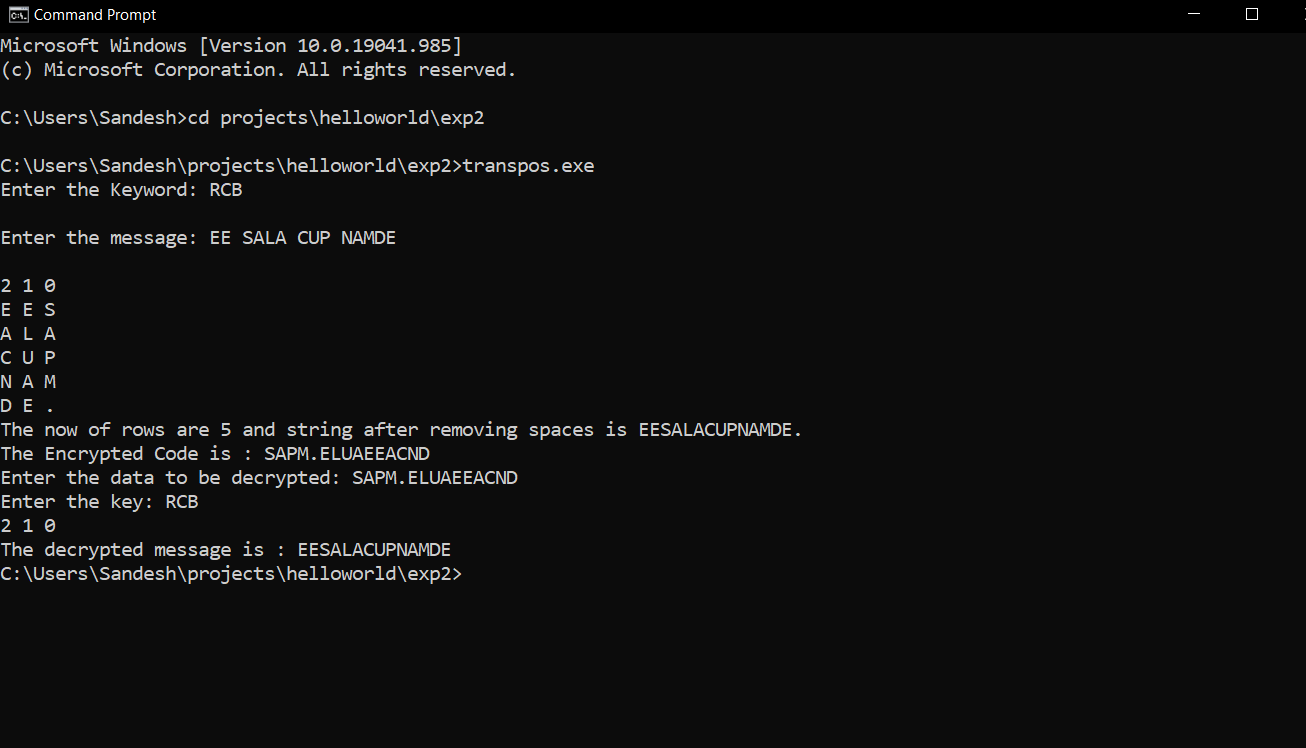 Command Prompt
Microsoft Windows [Version 10.0.19041.985]
(c) Microsoft Corporation. All rights reserved.
C:\Users\Sandesh>cd projects\helloworld\exp2
C:\Users\Sandesh\projects\helloworld\exp2>transpos.exe
Enter the Keyword: RCB
Enter the message: EE SALA CUP NAMDE
2 1 0
E E S
A L A
C U P
N A M
D E .
The now of rows are 5 and string after removing spaces is EESALACUPNAMDE.
The Encrypted Code is : SAPM.ELUAEEACND
Enter the data to be decrypted: SAPM.ELUAEEACND
Enter the key: RCB
2 1 0
The decrypted message is : EESALACUPNAMDE
C:\Users\Sandesh\projects\helloworld\exp2>